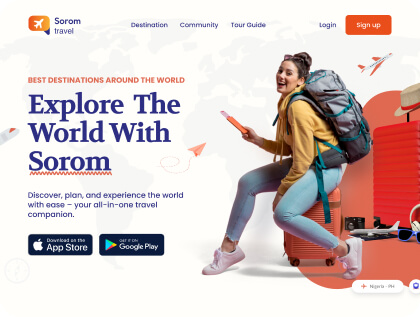 Sorom
travel
Destination
Community
Tour Guide
Login
Sign up
BEST DESTINATIONS AROUND THE WORLD
Explore The
World With
Sorom
Discover, plan, and experience the world
with ease – your all-in-one travel
companion.
Download on the
App Store
GET IT ON
Google Play
Nigeria - PH